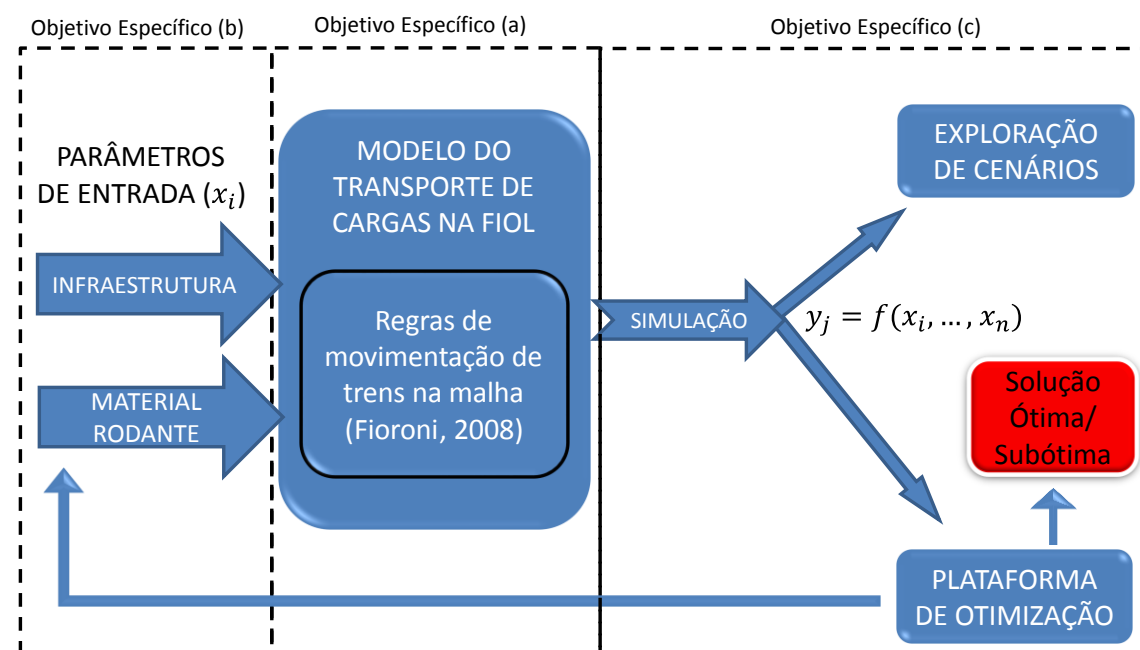 Objetivo Específico (b)
Objetivo Específico (a)
Objetivo Específico (c)
PARÂMETROS
DE ENTRADA (𝑥𝑖)
INFRAESTRUTURA
MATERIAL
RODANTE
MODELO DO
TRANSPORTE DE
CARGAS NA FIOL
Regras de
movimentação de
trens na malha
(Fioroni, 2008)
SIMULAÇÃO
𝑦𝑗 = 𝑓(𝑥𝑖, … , 𝑥𝑛)
EXPLORAÇÃO
DE CENÁRIOS
Solução
Ótima/
Subótima
PLATAFORMA
DE OTIMIZAÇÃO